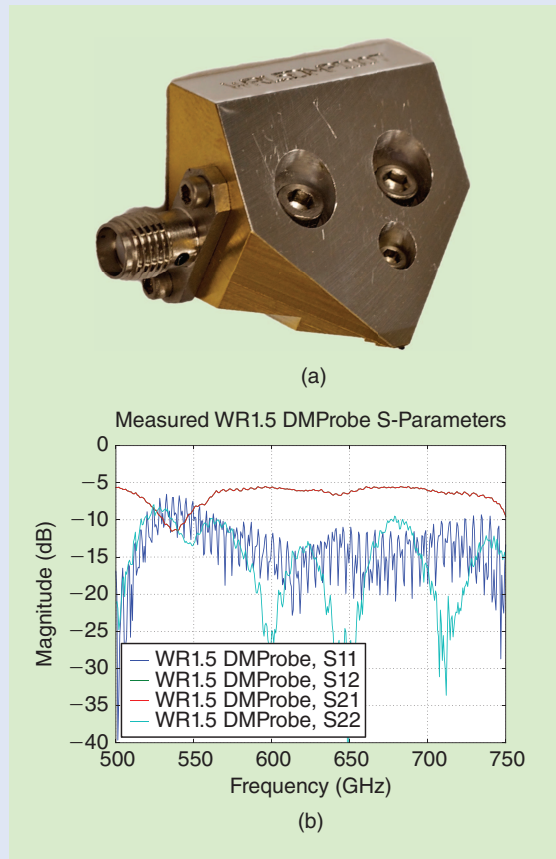 (a)
Measured WR1.5 DMProbe S-Parameters
0
−5
−10
−15
−20
−25
−30
−35
−40
Magnitude (dB)
WR1.5 DMProbe, S11
WR1.5 DMProbe, S12
WR1.5 DMProbe, S21
WR1.5 DMProbe, S22
500
550
600
650
700
750
Frequency (GHz)
(b)